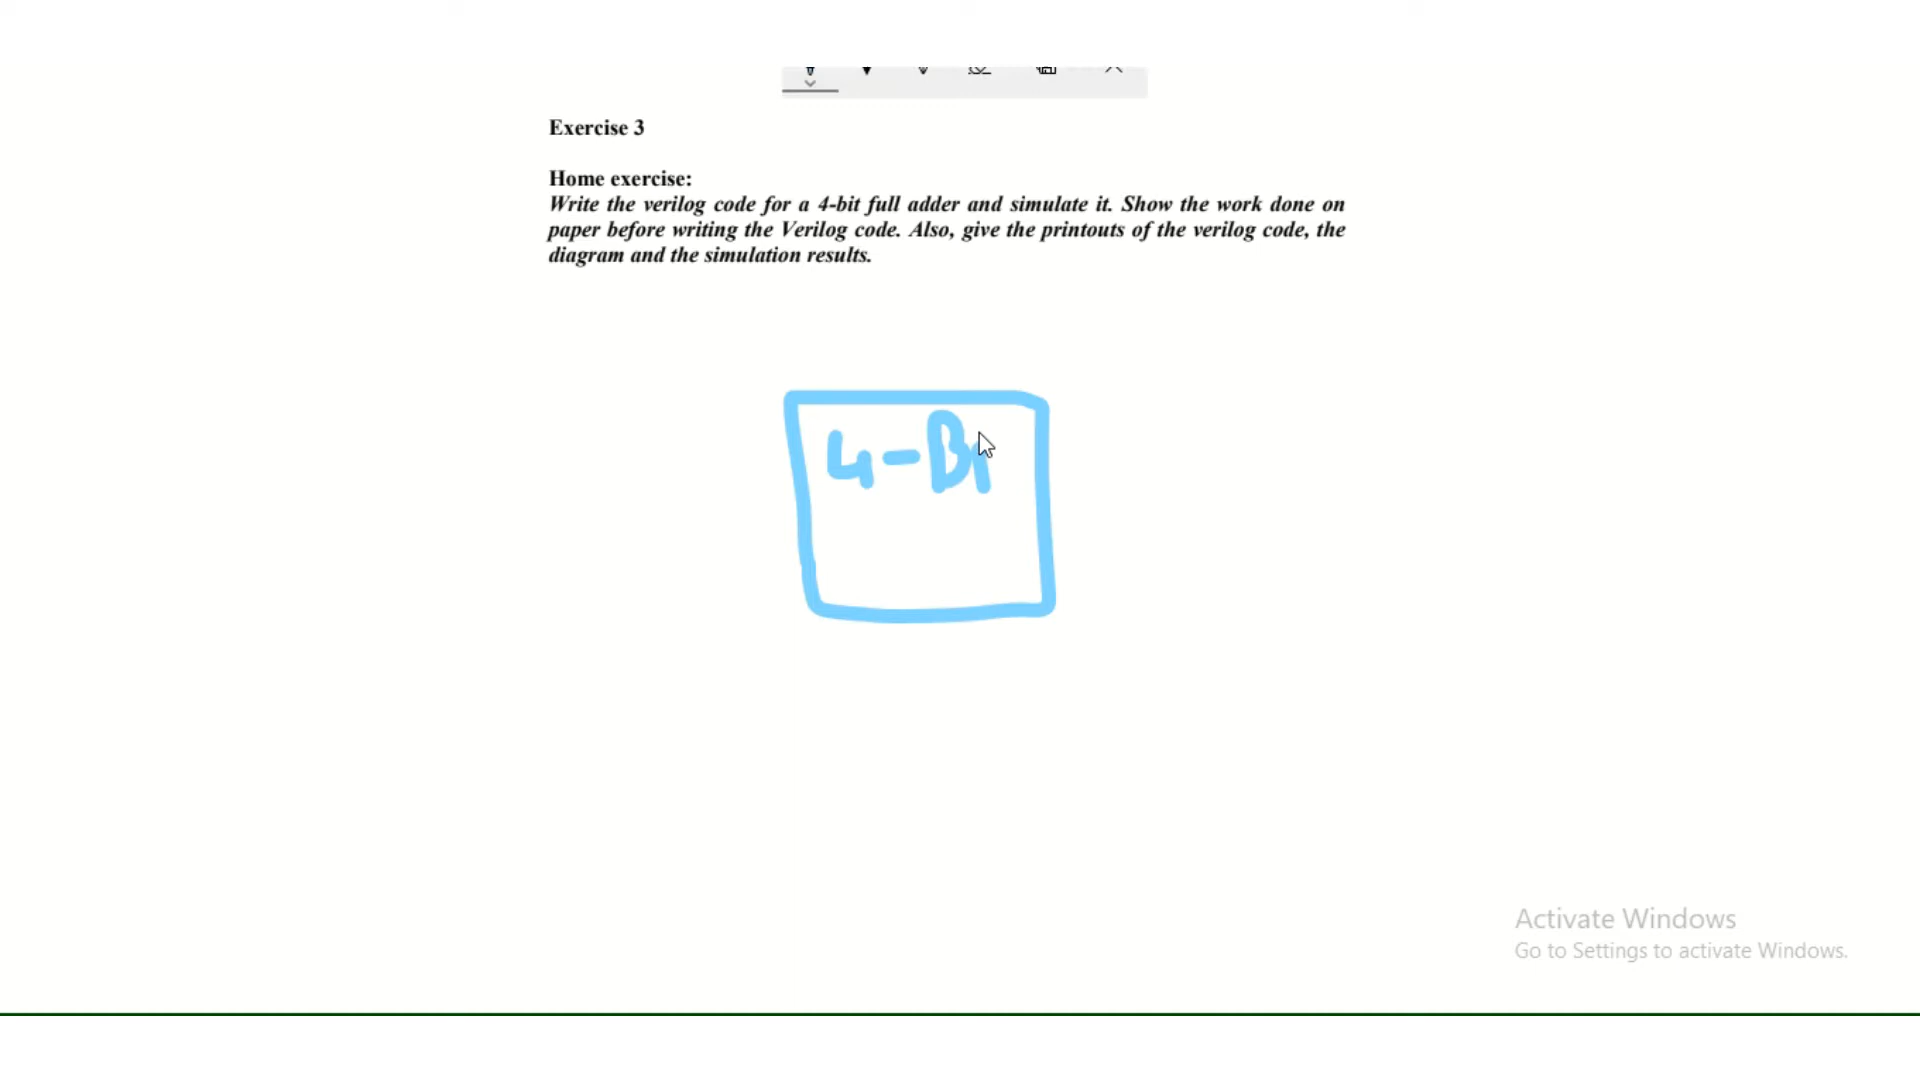 Exercise 3
Home exercise:
Write the verilog code for a 4-bit full adder and simulate it. Show the work done on
paper before writing the Verilog code. Also, give the printouts of the verilog code, the
diagram and the simulation results.
4-Bi
Activate Windows
Go to Settings to activate Windows.